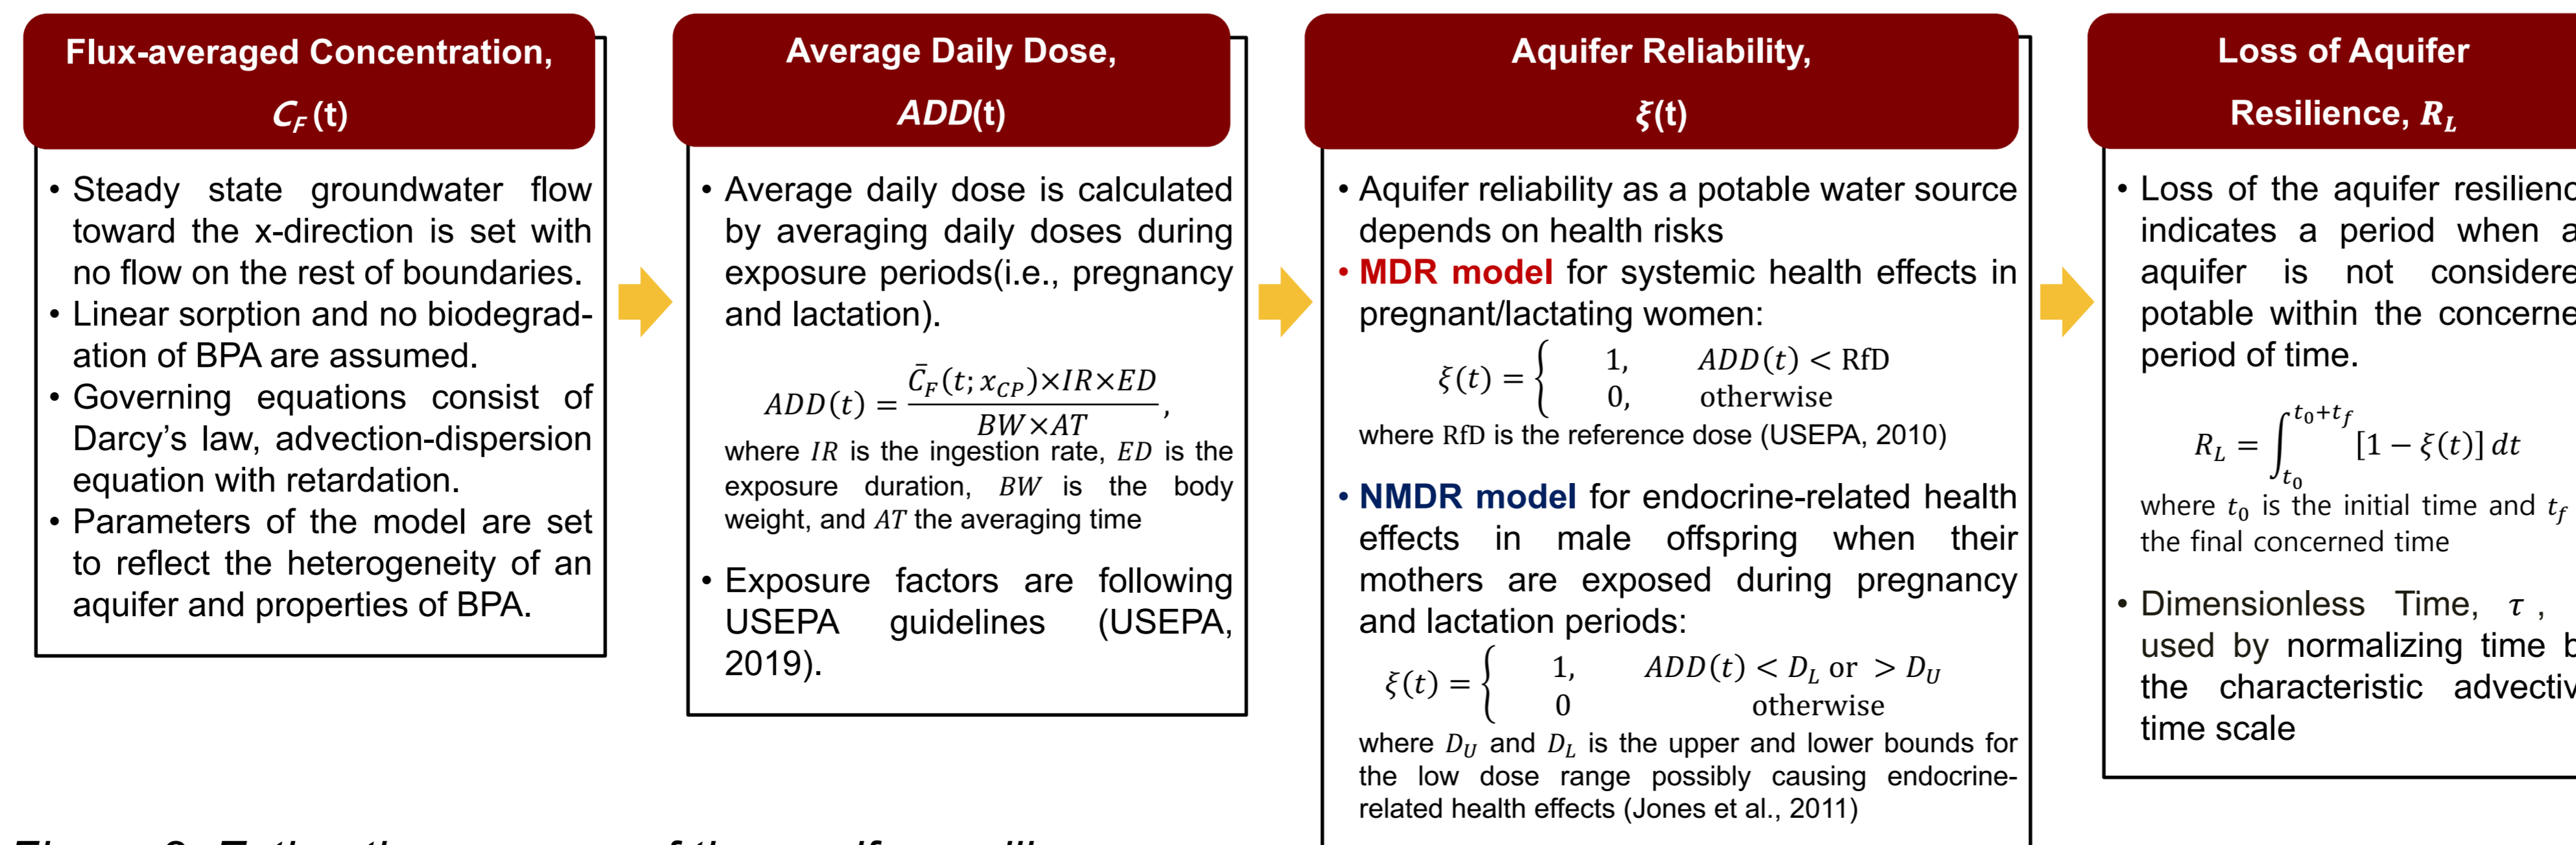 Flux-averaged Concentration,
C_F (t)
• Steady state groundwater flow
toward the x-direction is set with
no flow on the rest of boundaries.
• Linear sorption and no biodegrad-
ation of BPA are assumed.
• Governing equations consist of
Darcy's law, advection-dispersion
equation with retardation.
• Parameters of the model are set
to reflect the heterogeneity of an
aquifer and properties of BPA.
Average Daily Dose,
ADD(t)
• Average daily dose is calculated
by averaging daily doses during
exposure periods(i.e., pregnancy
and lactation).
ADD(t) = \frac{C̄_F(t; x_{CP})×IR×ED}{BW×AT},
where IR is the ingestion rate, ED is the
exposure duration, BW is the body
weight, and AT the averaging time
• Exposure factors are following
USEPA guidelines (USEPA,
2019).
Aquifer Reliability,
ξ(t)
• Aquifer reliability as a potable water source
depends on health risks
• MDR model for systemic health effects in
pregnant/lactating women:
ξ(t) = { 1, ADD(t) < RfD
0, otherwise
where RfD is the reference dose (USEPA, 2010)
• NMDR model for endocrine-related health
effects in male offspring when their
mothers are exposed during pregnancy
and lactation periods:
ξ(t) = { 1, ADD(t) < D_L or > D_U
0 otherwise
where D_U and D_L is the upper and lower bounds for
the low dose range possibly causing endocrine-
related health effects (Jones et al., 2011)
Loss of Aquifer
Resilience, R_L
• Loss of the aquifer resilienc
indicates a period when a
aquifer is not considere
potable within the concerne
period of time.
R_L = ∫_{t_0}^{t_0+t_f} [1 − ξ(t)] dt
where t_0 is the initial time and t_f
the final concerned time
• Dimensionless Time, τ ,
used by normalizing time b
the characteristic advectiv
time scale